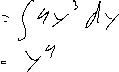 = ∫ 4y³ dy
= y⁴